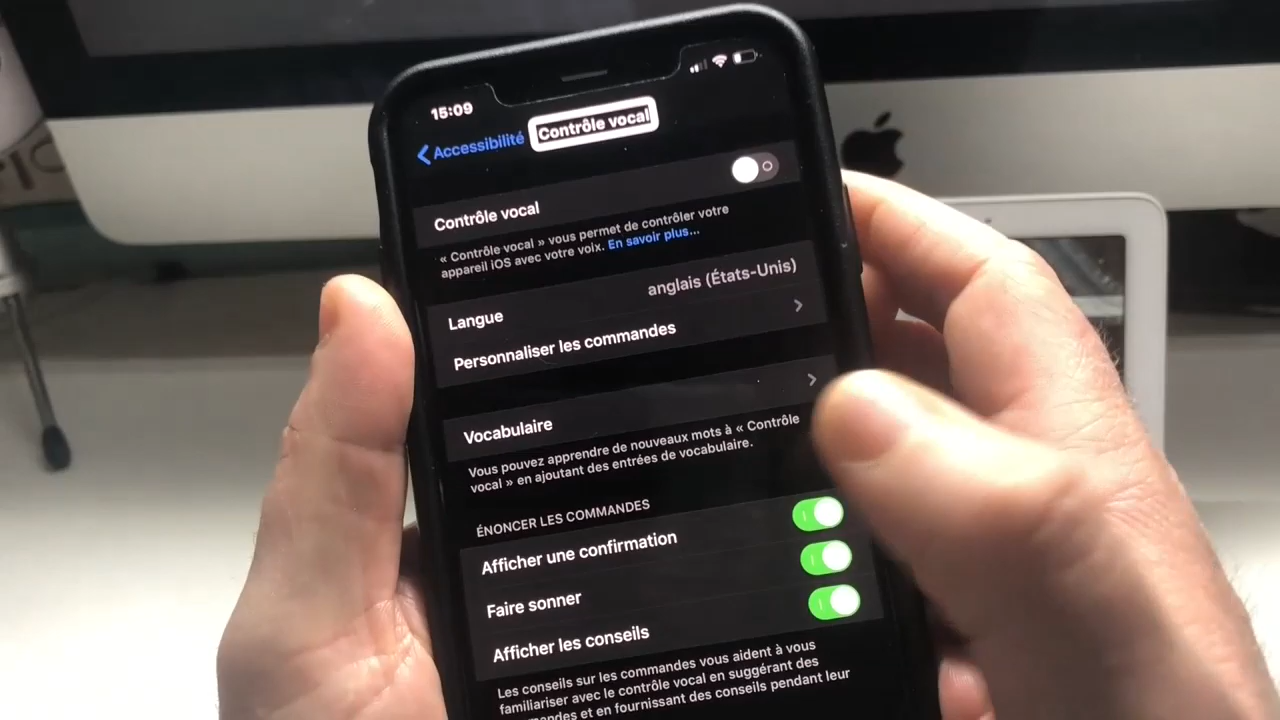 15:09
Accessibilité
Contrôle vocal
Contrôle vocal
« Contrôle vocal » vous permet de contrôler votre
appareil iOS avec votre voix. En savoir plus...
Langue anglais (États-Unis)
Personnaliser les commandes
Vocabulaire
Vous pouvez apprendre de nouveaux mots à « Contrôle
vocal » en ajoutant des entrées de vocabulaire.
ÉNONCER LES COMMANDES
Afficher une confirmation
Faire sonner
Afficher les conseils
Les conseils sur les commandes vous aident à vous
familiariser avec le contrôle vocal en suggérant des
et en fournissant des conseils pendant leur